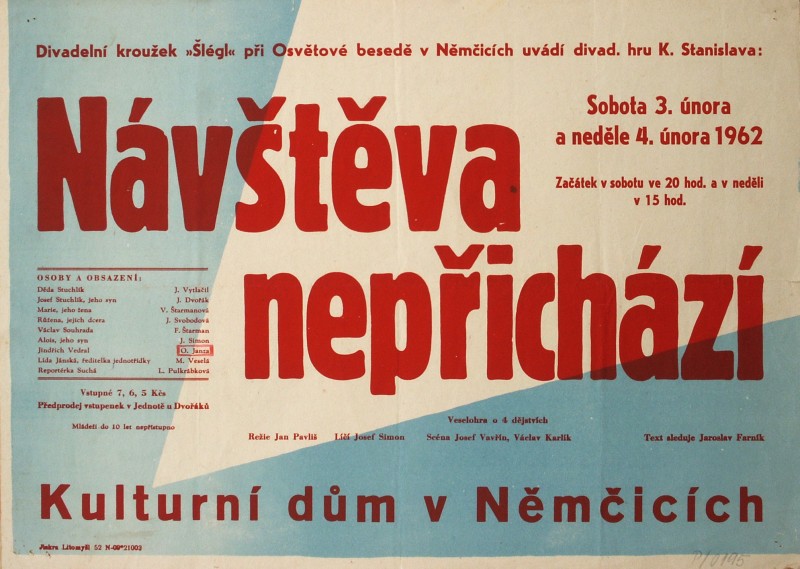 Divadelní kroužek »Šlégl« při Osvětové besedě v Němčicích uvádí divad. hru K. Stanislava:
Návštěva
nepřichází
Sobota 3. února
a neděle 4. února 1962
Začátek v sobotu ve 20 hod. a v neděli
v 15 hod.
OSOBY A OBSAZENÍ:
Děda Stuchlík J. Vytlačil
Josef Stuchlík, jeho syn J. Dvořák
Marie, jeho žena V. Štarmanová
Růžena, jejich dcera J. Svobodová
Václav Souhrada F. Štarman
Alois, jeho syn J. Simon
Jindřich Vedral O. Janza
Lída Jánská, ředitelka jednotřídky M. Veselá
Reportérka Suchá L. Pulkrábková
Vstupné 7, 6, 5 Kčs
Předprodej vstupenek v Jednotě u Dvořáků
Mládeži do 10 let nepřístupno
Veselohra o 4 dějstvích
Režie Jan Pavliš Líčí Josef Simon Scéna Josef Vavřín, Václav Karlík Text sleduje Jaroslav Farník
Kulturní dům v Němčicích
Litomyšl 52 N-09*21002